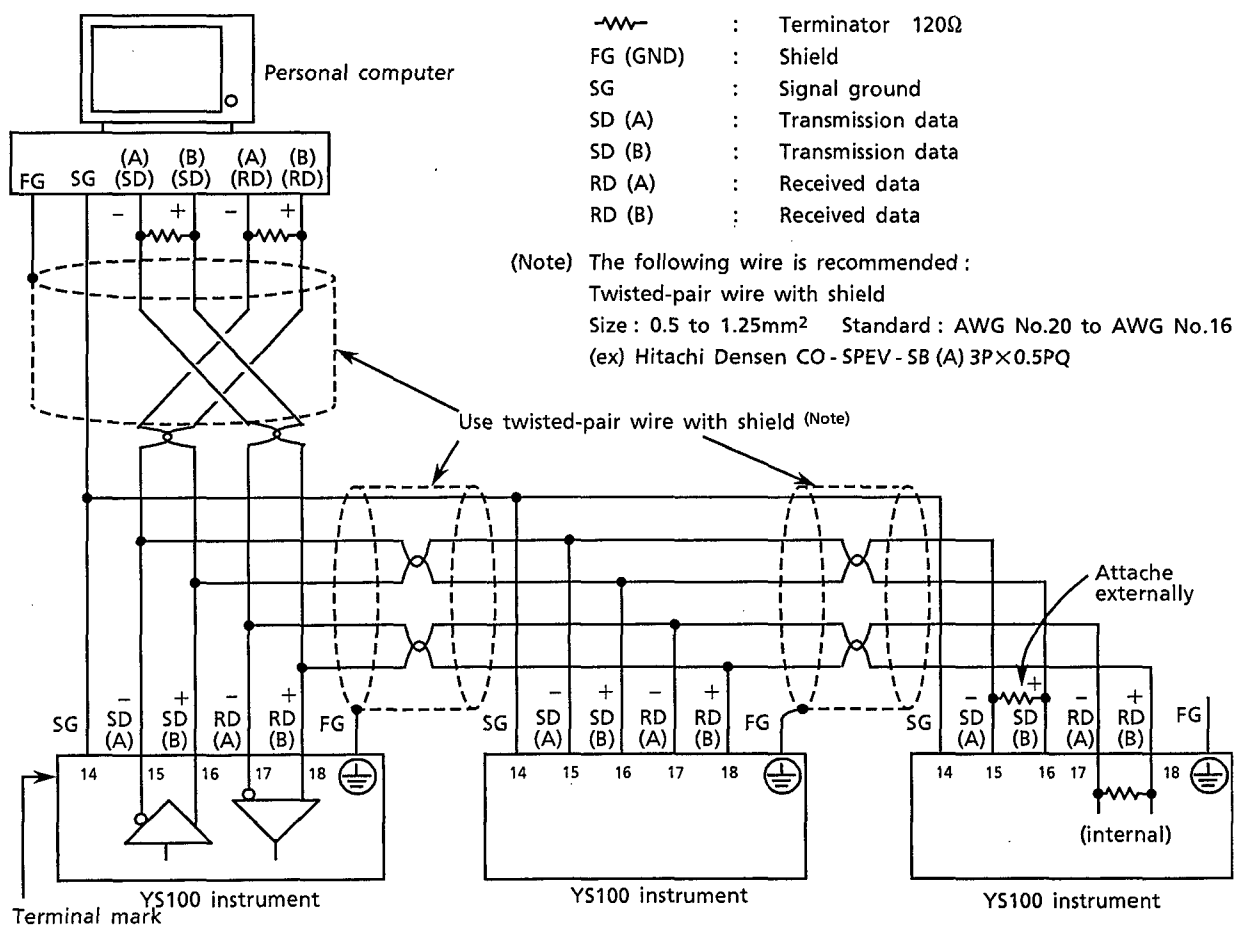 Terminator 120Ω
FG (GND) : Shield
SG : Signal ground
SD (A) : Transmission data
SD (B) : Transmission data
RD (A) : Received data
RD (B) : Received data
(Note) The following wire is recommended :
Twisted-pair wire with shield
Size : 0.5 to 1.25mm² Standard : AWG No.20 to AWG No.16
(ex) Hitachi Densen CO - SPEV - SB (A) 3P×0.5PQ
Personal computer
(A) (B) (A) (B)
FG SG (SD) (SD) (RD) (RD)
− + − +
Use twisted-pair wire with shield (Note)
Attache
externally
− + − +
SG SD SD RD RD FG
(A) (B) (A) (B)
14 15 16 17 18
YS100 instrument
Terminal mark
− + − +
SG SD SD RD RD FG
(A) (B) (A) (B)
14 15 16 17 18
YS100 instrument
− + − +
SG SD SD RD RD FG
(A) (B) (A) (B)
14 15 16 17 18
(internal)
YS100 instrument